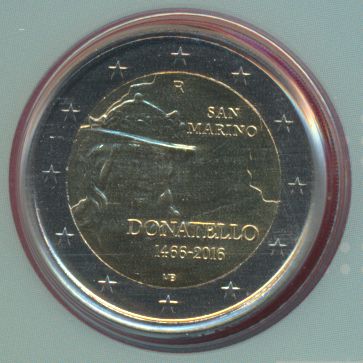 R
SAN
MARINO
DONATELLO
1466-2016
MB